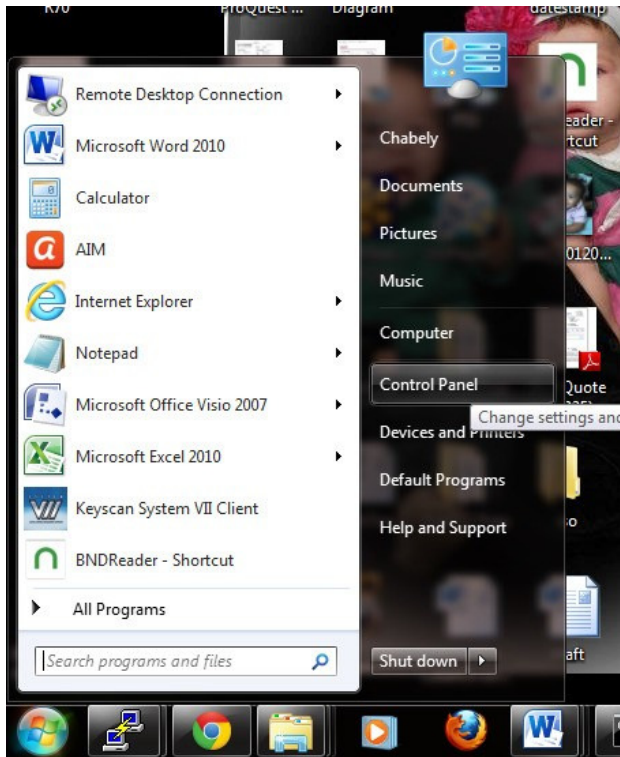 K70
ProQuest ...
Diagram
datestamp
Remote Desktop Connection
Microsoft Word 2010
Calculator
AIM
Internet Explorer
Notepad
Microsoft Office Visio 2007
Microsoft Excel 2010
Keyscan System VII Client
BNDReader - Shortcut
All Programs
Search programs and files
Chabely
Documents
Pictures
Music
Computer
Control Panel
Change settings and
Devices and Printers
Default Programs
Help and Support
Shut down
eader -
rtcut
0120...
Quote
so
aft